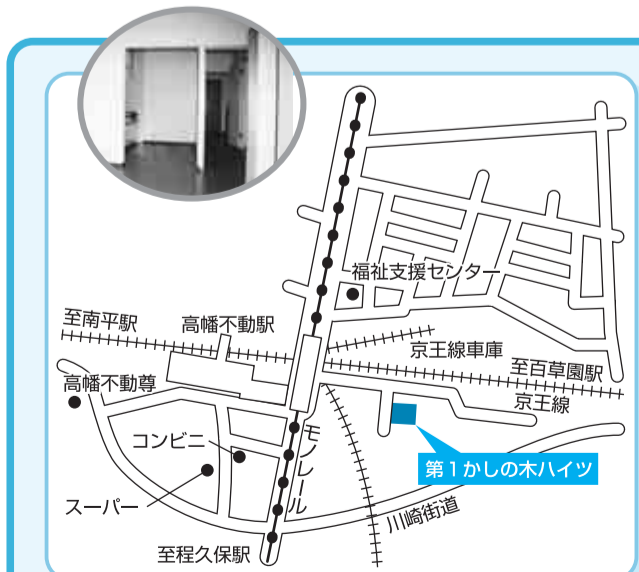 福祉支援センター
至南平駅
高幡不動駅
京王線車庫
至百草園駅
京王線
高幡不動尊
コンビニ
モノレール
第1かしの木ハイツ
スーパー
川崎街道
至程久保駅